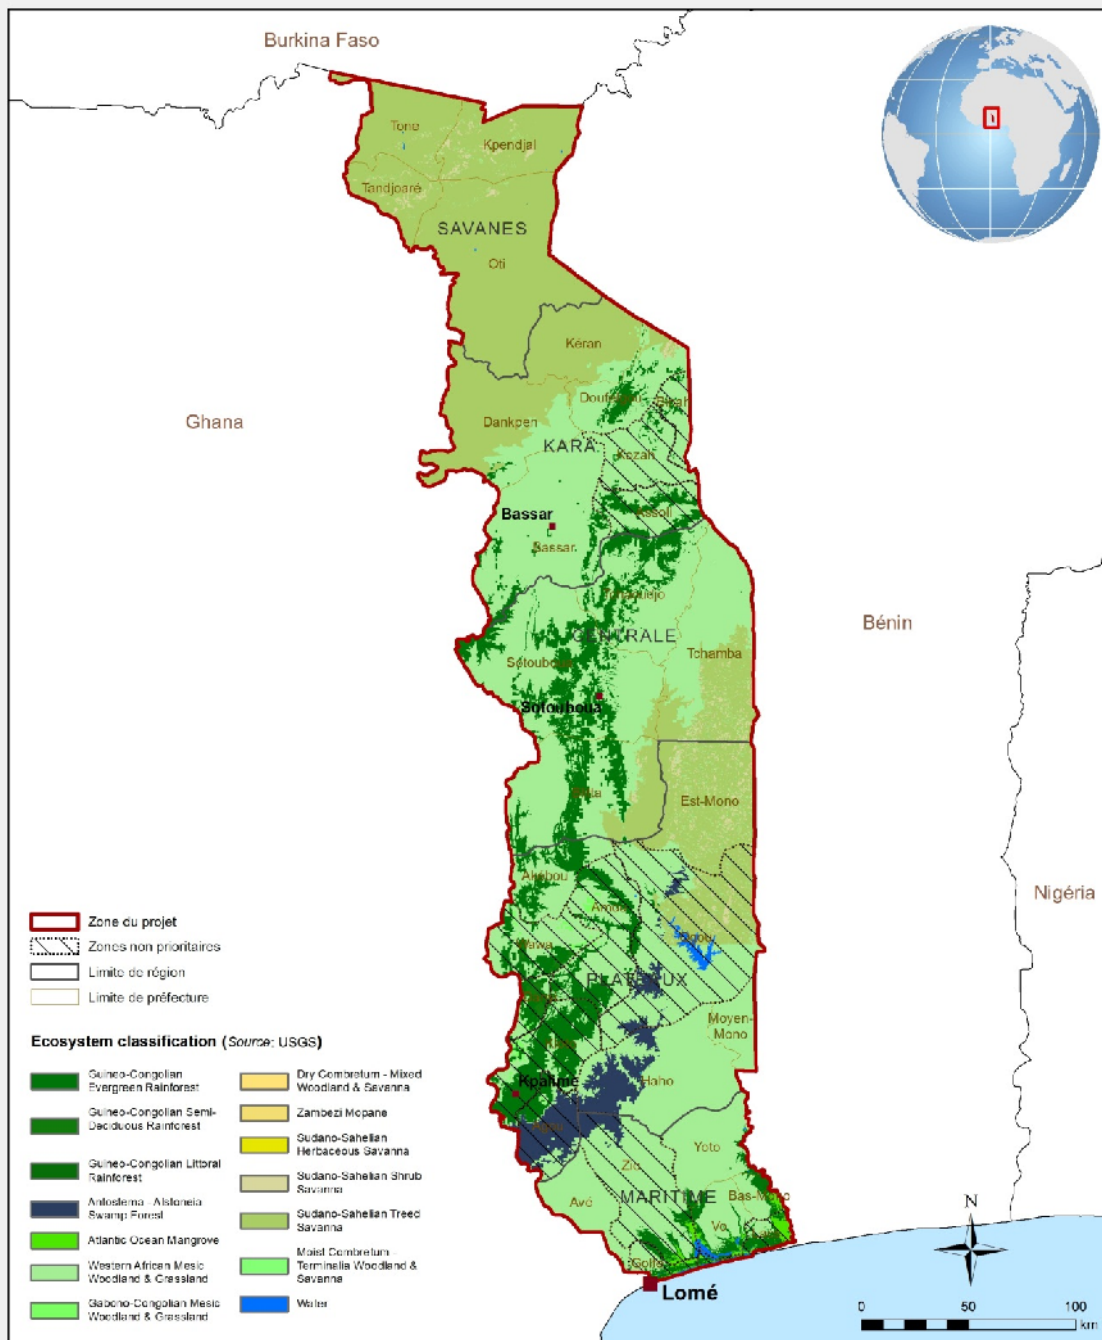 Burkina Faso
Tone
Kpendjal
Tandjoaré
SAVANES
Oti
Kéran
Ghana
Dankpen
KARA
Kozah
Bassar
Assoli
Bassar
Bénin
CENTRALE
Tchamba
Sotouboua
Sotouboua
Est-Mono
Akébou
Nigéria
Wawa
PLATEAUX
Moyen-
Mono
Kpalimé
Haho
Yoto
Zio
Avé
MARITIME
Bas-Mono
Vo
Golfe
Lomé
N
0 50 100
km
Zone du projet
Zones non prioritaires
Limite de région
Limite de préfecture
Ecosystem classification (Source: USGS)
Guineo-Congolian
Evergreen Rainforest
Guineo-Congolian Semi-
Deciduous Rainforest
Guineo-Congolian Littoral
Rainforest
Antostema - Alstoneia
Swamp Forest
Atlantic Ocean Mangrove
Western African Mesic
Woodland & Grassland
Gabono-Congolian Mesic
Woodland & Grassland
Dry Combretum - Mixed
Woodland & Savanna
Zambezi Mopane
Sudano-Sahelian
Herbaceous Savanna
Sudano-Sahelian Shrub
Savanna
Sudano-Sahelian Treed
Savanna
Moist Combretum -
Terminalia Woodland &
Savanna
Water